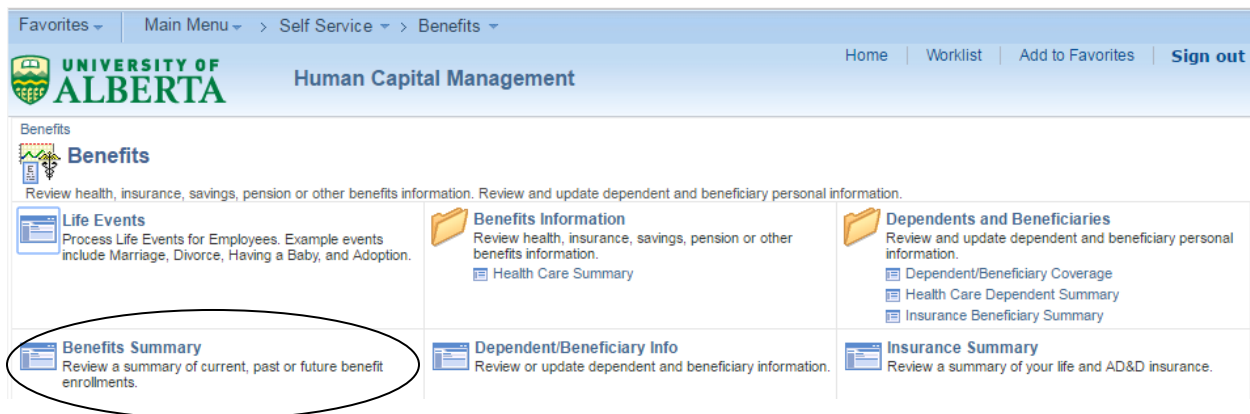 Favorites Main Menu > Self Service > Benefits
Home Worklist Add to Favorites Sign out
UNIVERSITY OF
ALBERTA
Human Capital Management
Benefits
Benefits
Review health, insurance, savings, pension or other benefits information. Review and update dependent and beneficiary personal information.
Life Events
Process Life Events for Employees. Example events
include Marriage, Divorce, Having a Baby, and Adoption.
Benefits Information
Review health, insurance, savings, pension or other
benefits information.
Health Care Summary
Dependents and Beneficiaries
Review and update dependent and beneficiary personal
information.
Dependent/Beneficiary Coverage
Health Care Dependent Summary
Insurance Beneficiary Summary
Benefits Summary
Review a summary of current, past or future benefit
enrollments.
Dependent/Beneficiary Info
Review or update dependent and beneficiary information.
Insurance Summary
Review a summary of your life and AD&D insurance.